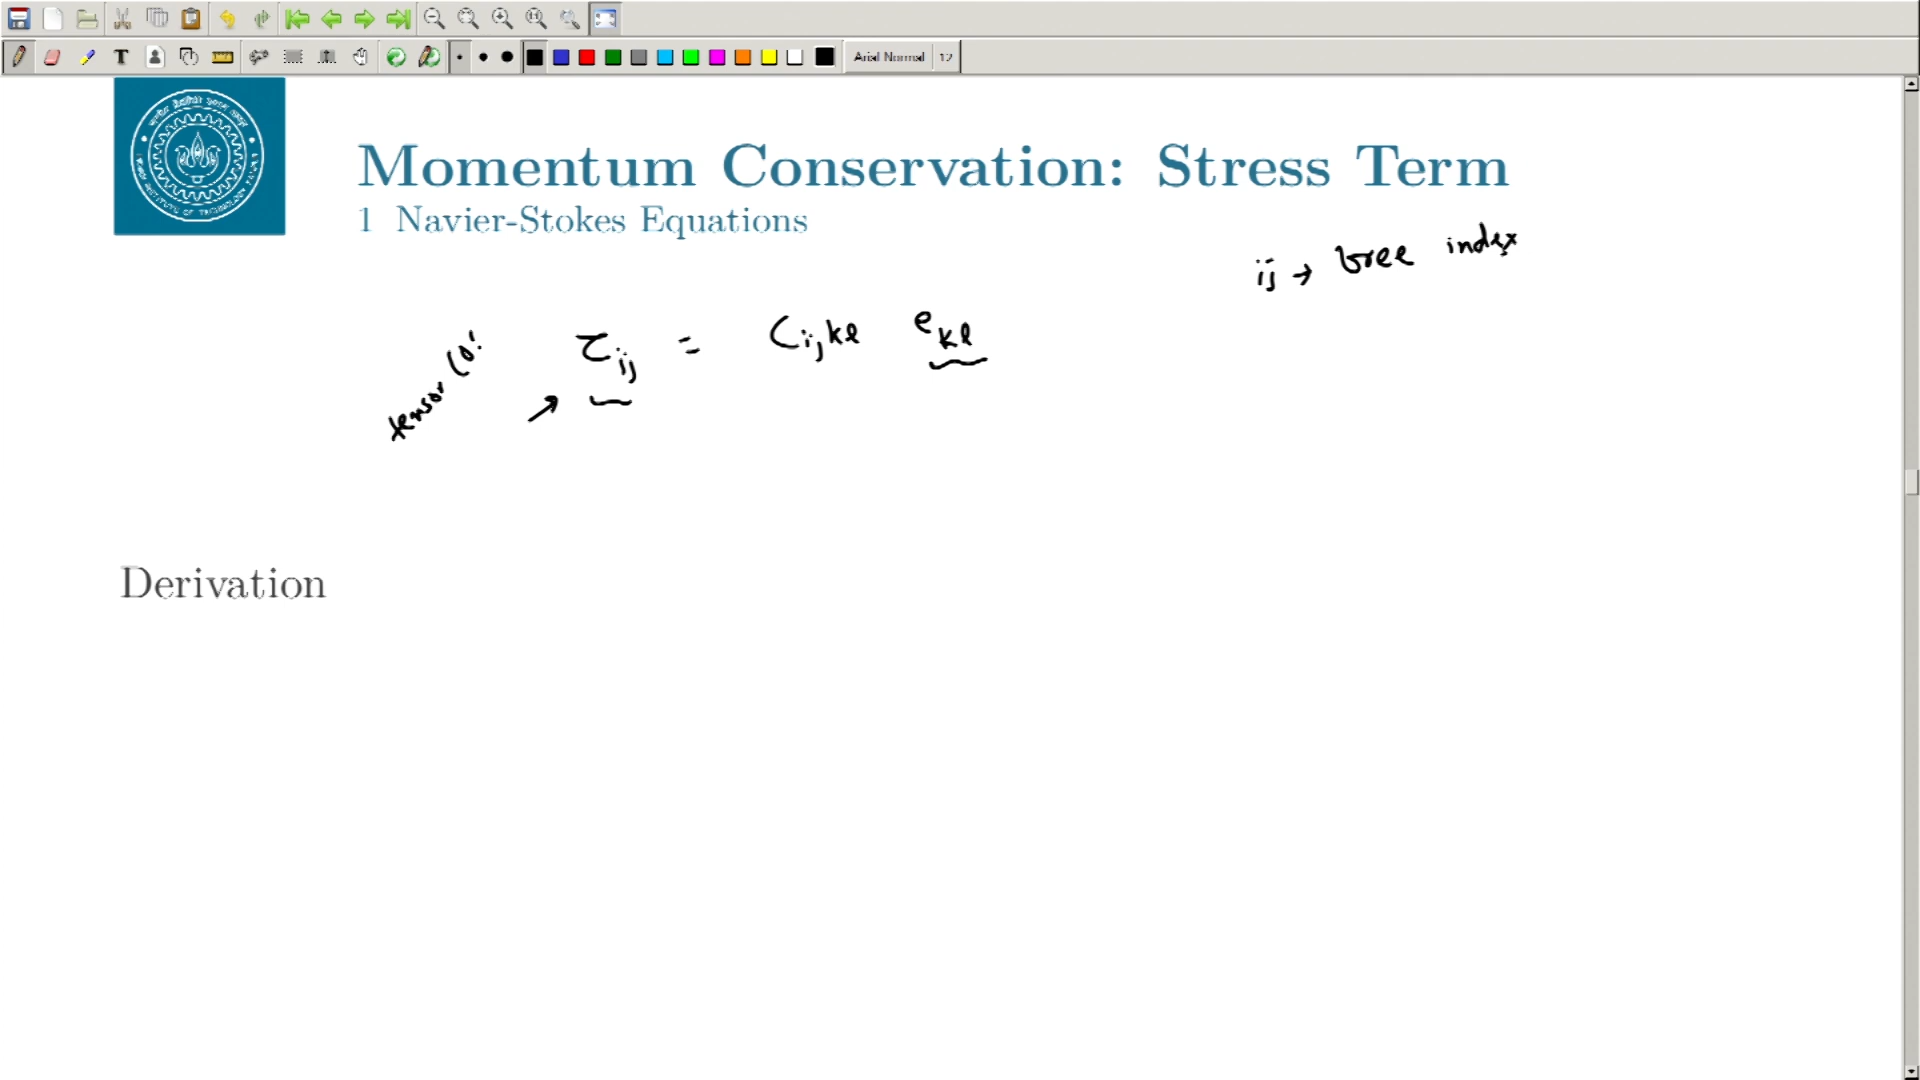 Arial Normal 12
Momentum Conservation: Stress Term
1 Navier-Stokes Equations
ij → free index
τij = Cijkl ekl
tensor
Derivation